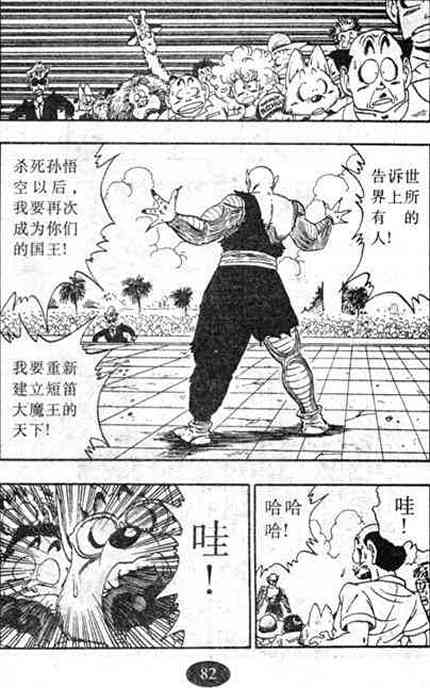 告诉世
界上所
有的
人!
杀死孙悟
空以后，
我要再次
成为你们
的国王!
我要重新
建立短笛
大魔王的
天下!
哇!
哈哈
哈!
哇!
82